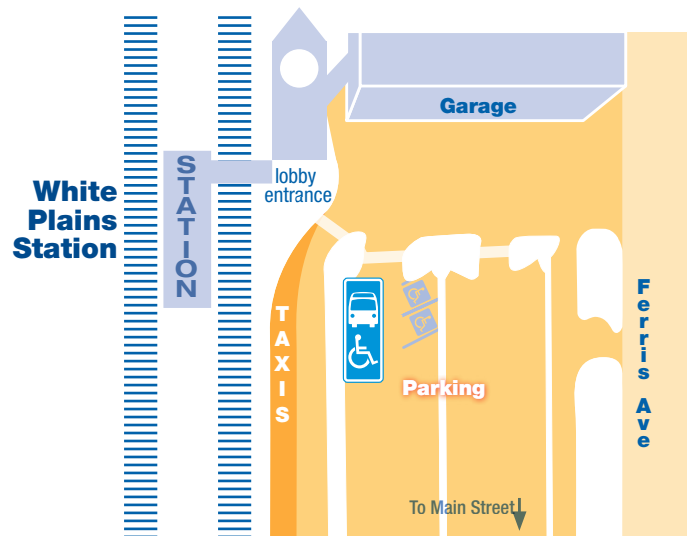 Garage
lobby
entrance
White
Plains
Station
STATION
TAXIS
Parking
Ferris Ave
To Main Street